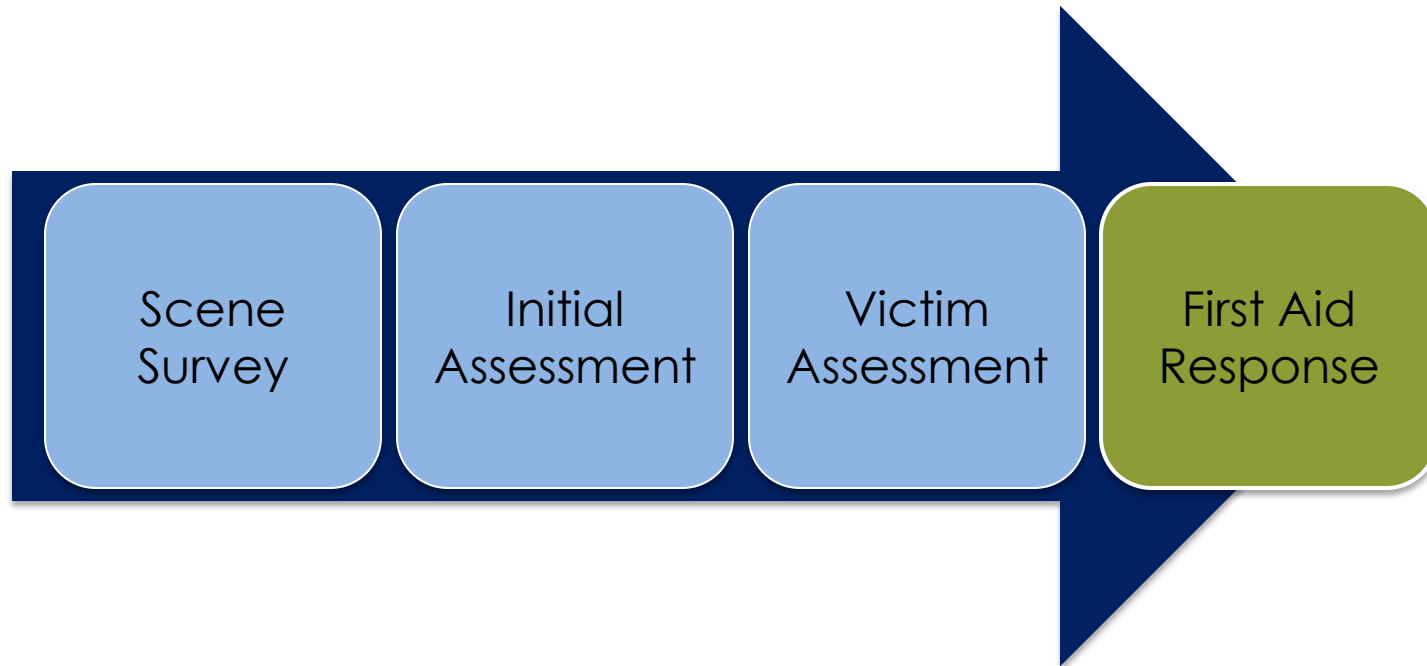 Scene
Survey
Initial
Assessment
Victim
Assessment
First Aid
Response